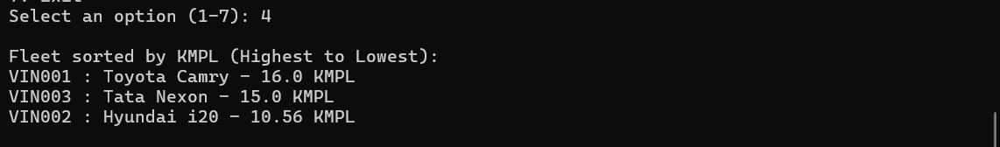 Select an option (1-7): 4
Fleet sorted by KMPL (Highest to Lowest):
VIN001 : Toyota Camry - 16.0 KMPL
VIN003 : Tata Nexon - 15.0 KMPL
VIN002 : Hyundai i20 - 10.56 KMPL